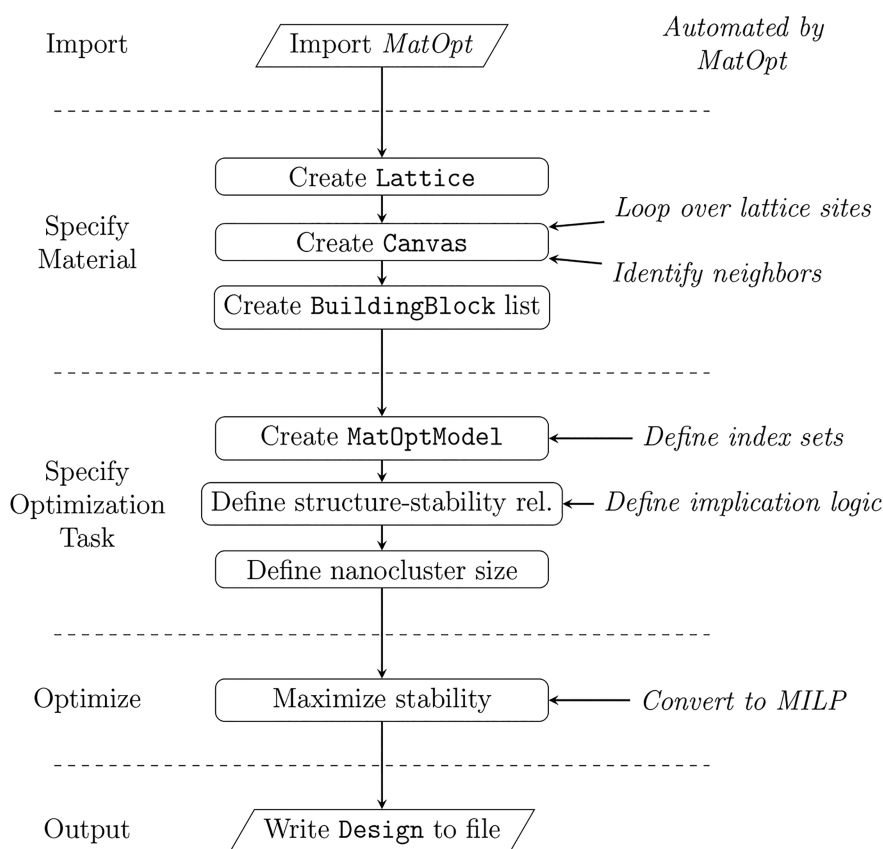 Import
Import MatOpt
Automated by
MatOpt
Create Lattice
Specify
Material
Create Canvas
Loop over lattice sites
Identify neighbors
Create BuildingBlock list
Create MatOptModel
Define index sets
Specify
Optimization
Task
Define structure-stability rel.
Define implication logic
Define nanocluster size
Optimize
Maximize stability
Convert to MILP
Output
Write Design to file